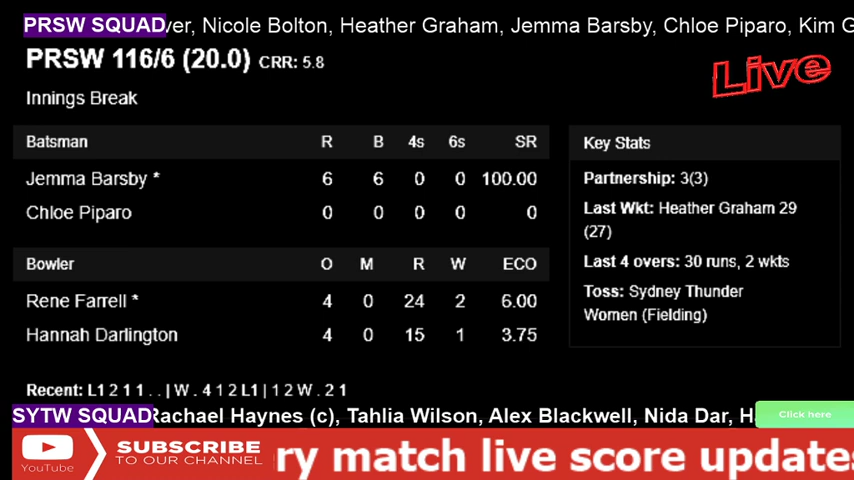 PRSW SQUAD ver, Nicole Bolton, Heather Graham, Jemma Barsby, Chloe Piparo, Kim G
PRSW 116/6 (20.0) CRR: 5.8
Live
Innings Break
Batsman R B 4s 6s SR
Jemma Barsby * 6 6 0 0 100.00
Chloe Piparo 0 0 0 0 0
Bowler O M R W ECO
Rene Farrell * 4 0 24 2 6.00
Hannah Darlington 4 0 15 1 3.75
Key Stats
Partnership: 3(3)
Last Wkt: Heather Graham 29
(27)
Last 4 overs: 30 runs, 2 wkts
Toss: Sydney Thunder
Women (Fielding)
Recent: L1 2 1 1 . . | W . 4 1 2 L1 | 1 2 W . 2 1
SYTW SQUAD Rachael Haynes (c), Tahlia Wilson, Alex Blackwell, Nida Dar, H
Click here
YouTube
SUBSCRIBE
TO OUR CHANNEL
ry match live score updates